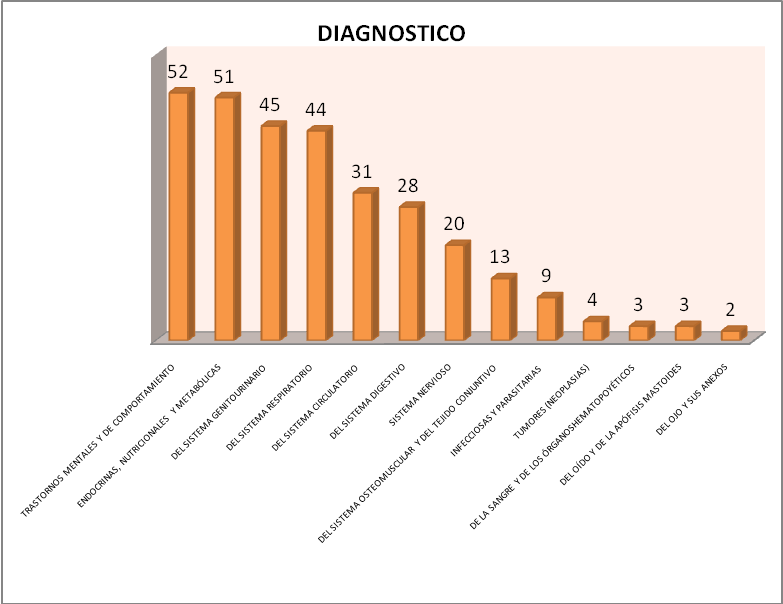 DIAGNOSTICO
52
51
45
44
31
28
20
13
9
4
3
3
2
TRASTORNOS MENTALES Y DE COMPORTAMIENTO
ENDOCRINAS, NUTRICIONALES Y METABÓLICAS
DEL SISTEMA GENITOURINARIO
DEL SISTEMA RESPIRATORIO
DEL SISTEMA CIRCULATORIO
DEL SISTEMA DIGESTIVO
SISTEMA NERVIOSO
DEL SISTEMA OSTEOMUSCULAR Y DEL TEJIDO CONJUNTIVO
INFECCIOSAS Y PARASITARIAS
TUMORES (NEOPLASIAS)
DE LA SANGRE Y DE LOS ÓRGANOSHEMATOPOYÉTICOS
DEL OÍDO Y DE LA APÓFISIS MASTOIDES
DEL OJO Y SUS ANEXOS